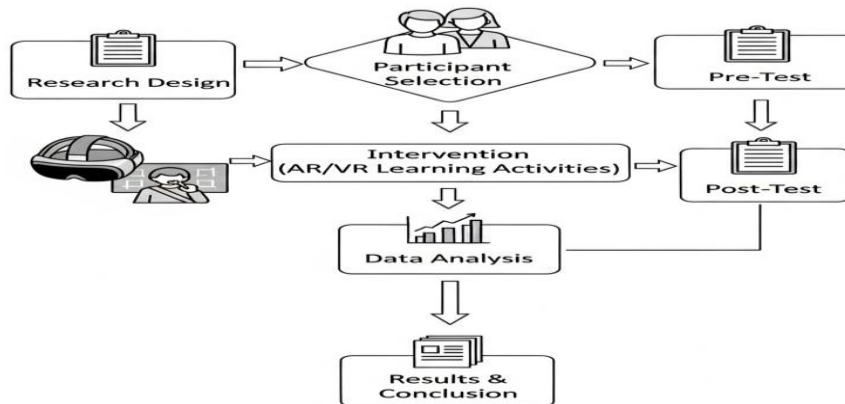 Research Design
Participant
Selection
Pre-Test
Intervention
(AR/VR Learning Activities)
Post-Test
Data Analysis
Results &
Conclusion